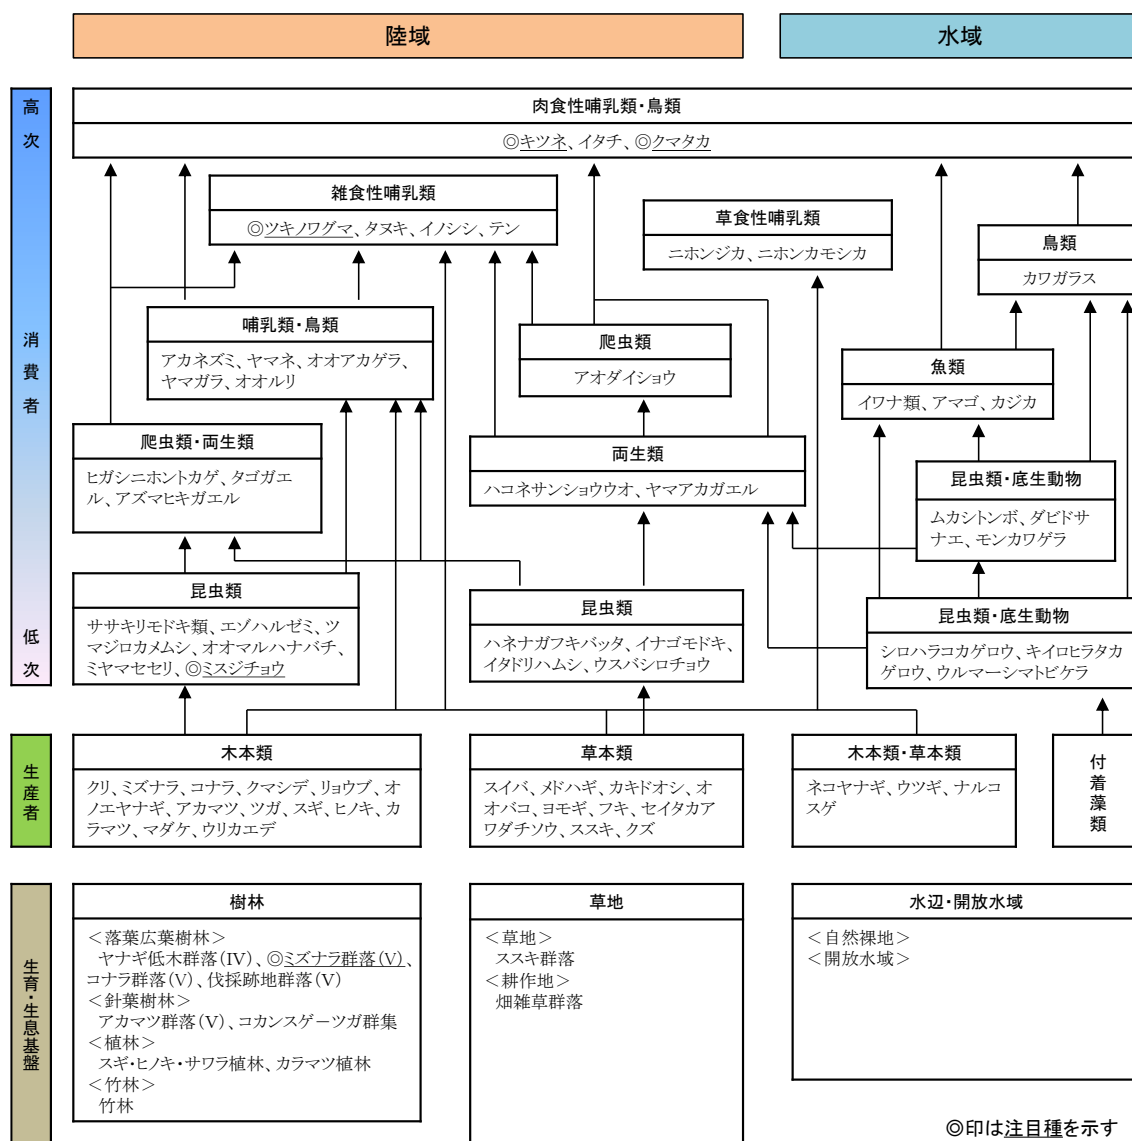 陸域
水域
高次
消費者
低次
肉食性哺乳類・鳥類
◎キツネ、イタチ、◎クマタカ
雑食性哺乳類
◎ツキノワグマ、タヌキ、イノシシ、テン
草食性哺乳類
ニホンジカ、ニホンカモシカ
鳥類
カワガラス
哺乳類・鳥類
アカネズミ、ヤマネ、オオアカゲラ、
ヤマガラ、オオルリ
爬虫類
アオダイショウ
魚類
イワナ類、アマゴ、カジカ
爬虫類・両生類
ヒガシニホントカゲ、タゴガエ
ル、アズマヒキガエル
両生類
ハコネサンショウウオ、ヤマアカガエル
昆虫類・底生動物
ムカシトンボ、ダビドサ
ナエ、モンカワゲラ
昆虫類
ササキリモドキ類、エゾハルゼミ、ツ
マジロカメムシ、オオマルハナバチ、
ミヤマセセリ、◎ミスジチョウ
昆虫類
ハネナガフキバッタ、イナゴモドキ、
イタドリハムシ、ウスバシロチョウ
昆虫類・底生動物
シロハラコカゲロウ、キイロヒラタカ
ゲロウ、ウルマーシマトビケラ
生産者
木本類
クリ、ミズナラ、コナラ、クマシデ、リョウブ、オ
ノエヤナギ、アカマツ、ツガ、スギ、ヒノキ、カ
ラマツ、マダケ、ウリカエデ
草本類
スイバ、メドハギ、カキドオシ、オ
オバコ、ヨモギ、フキ、セイタカア
ワダチソウ、ススキ、クズ
木本類・草本類
ネコヤナギ、ウツギ、ナルコ
スゲ
付着藻類
生育・生息基盤
樹林
＜落葉広葉樹林＞
ヤナギ低木群落(IV)、◎ミズナラ群落(V)、
コナラ群落(V)、伐採跡地群落(V)
＜針葉樹林＞
アカマツ群落(V)、コカンスゲーツガ群集
＜植林＞
スギ・ヒノキ・サワラ植林、カラマツ植林
＜竹林＞
竹林
草地
＜草地＞
ススキ群落
＜耕作地＞
畑雑草群落
水辺・開放水域
＜自然裸地＞
＜開放水域＞
◎印は注目種を示す